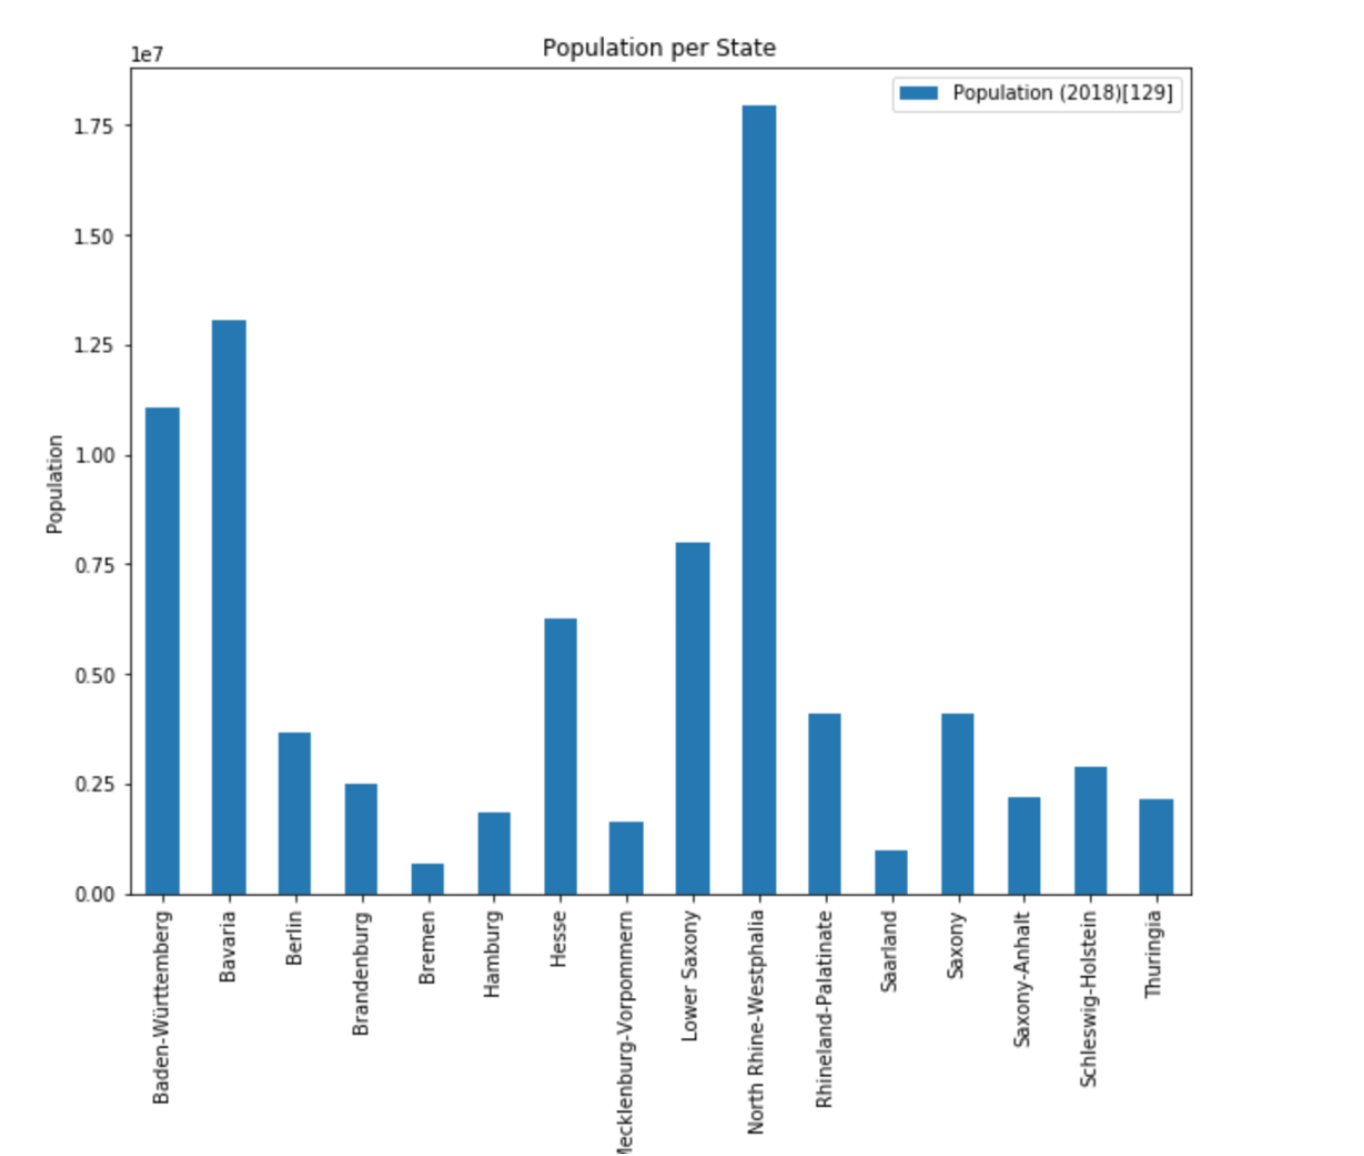 Population per State
1e7
Population (2018)[129]
1.75
1.50
1.25
1.00
0.75
0.50
0.25
0.00
Population
Baden-Württemberg
Bavaria
Berlin
Brandenburg
Bremen
Hamburg
Hesse
Mecklenburg-Vorpommern
Lower Saxony
North Rhine-Westphalia
Rhineland-Palatinate
Saarland
Saxony
Saxony-Anhalt
Schleswig-Holstein
Thuringia